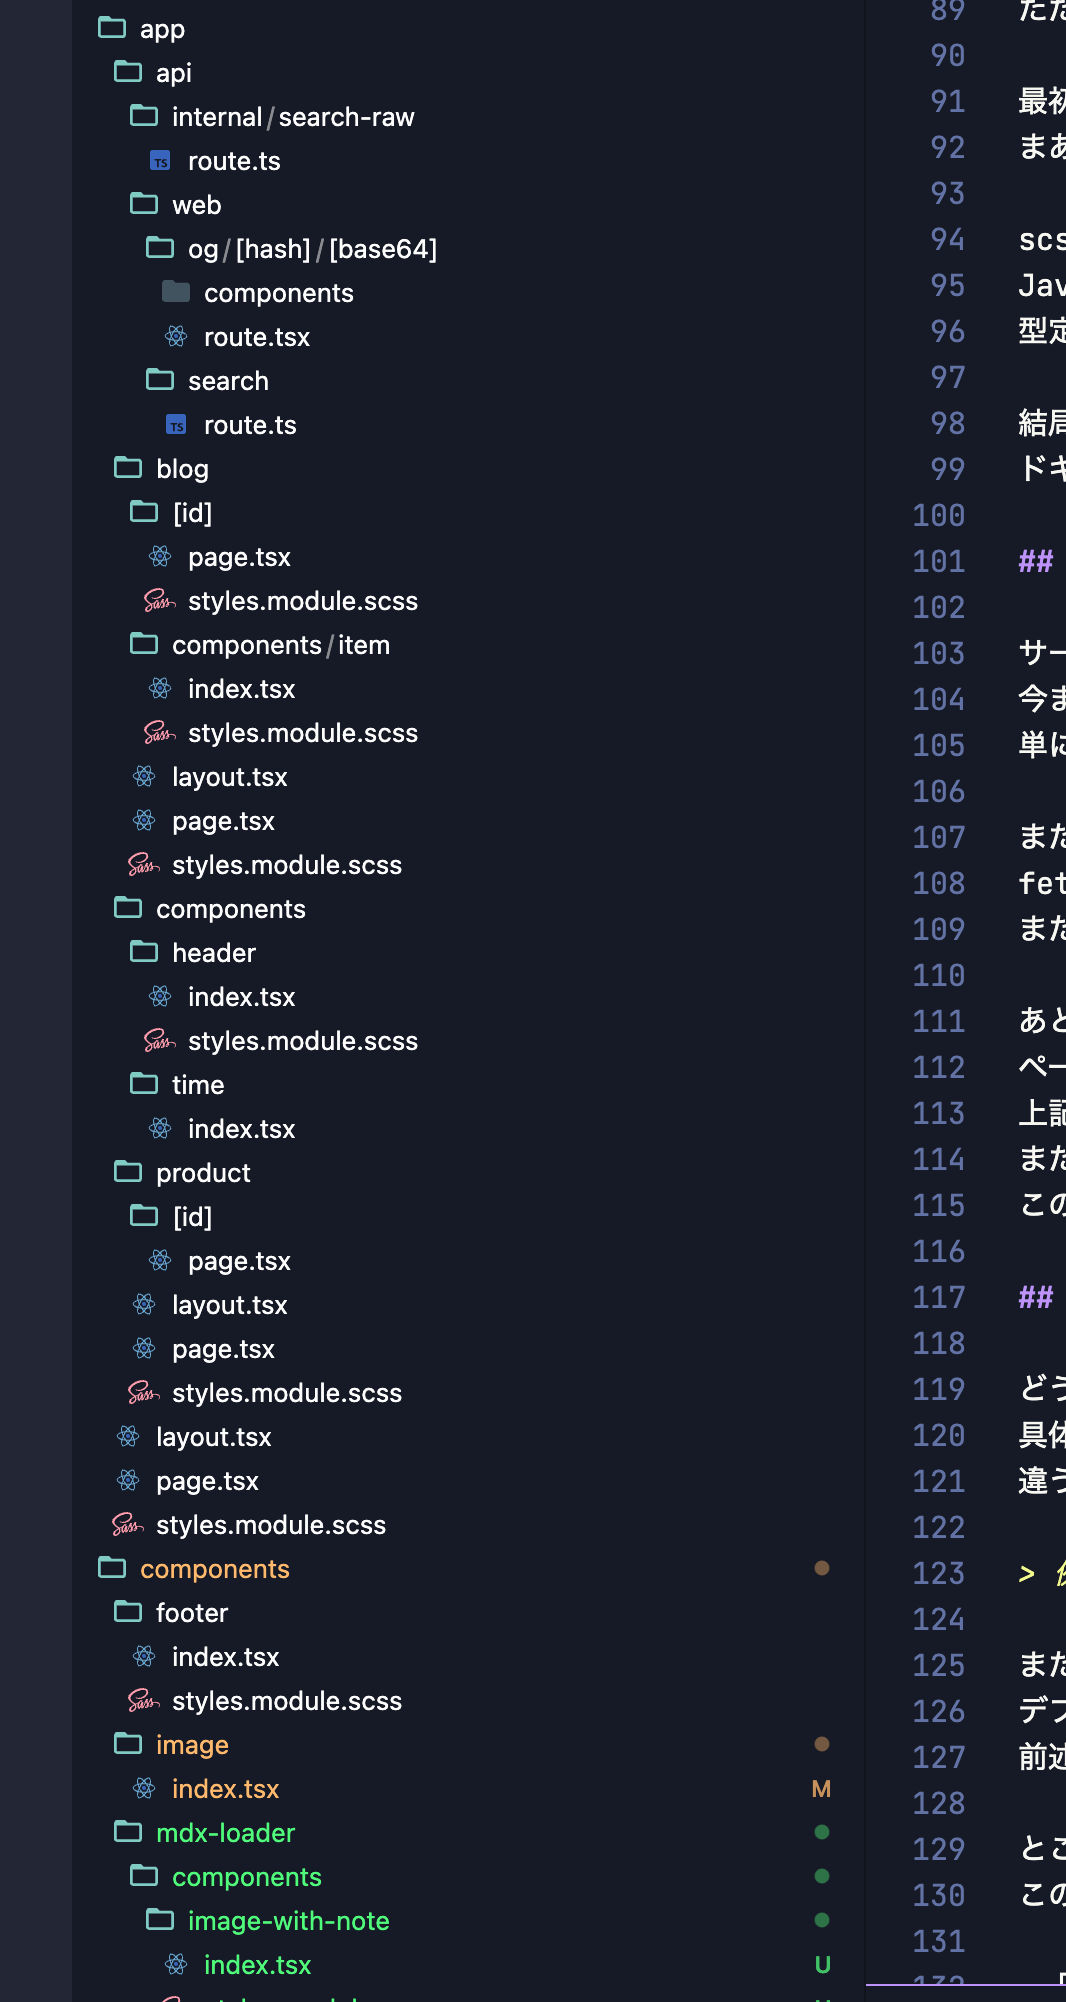 app
api
internal/search-raw
route.ts
web
og/[hash]/[base64]
components
route.tsx
search
route.ts
blog
[id]
page.tsx
styles.module.scss
components/item
index.tsx
styles.module.scss
layout.tsx
page.tsx
styles.module.scss
components
header
index.tsx
styles.module.scss
time
index.tsx
product
[id]
page.tsx
layout.tsx
page.tsx
styles.module.scss
layout.tsx
page.tsx
styles.module.scss
components
footer
index.tsx
styles.module.scss
image
index.tsx M
mdx-loader
components
image-with-note
index.tsx U
89 ただ
90
91 最初
92 まあ
93
94 scs
95 Jav
96 型定
97
98 結局
99 ドキ
100
101 ##
102
103 サー
104 今ま
105 単に
106
107 また
108 fet
109 また
110
111 あと
112 ペー
113 上記
114 また
115 この
116
117 ##
118
119 どう
120 具体
121 違う
122
123 >
124
125 また
126 デフ
127 前述
128
129 とこ
130 この
131